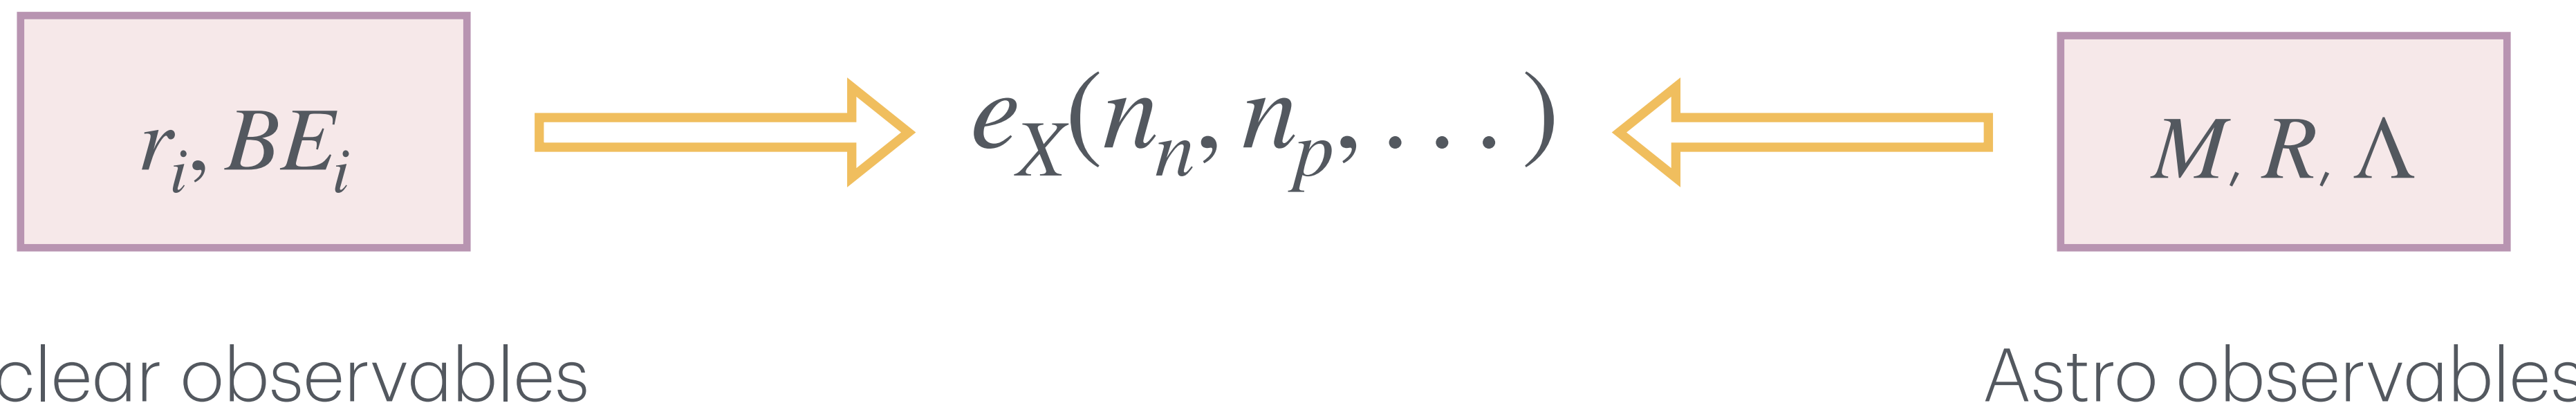 r_i, BE_i
e_X(n_n, n_p, . . . )
M, R, Λ
clear observables
Astro observables